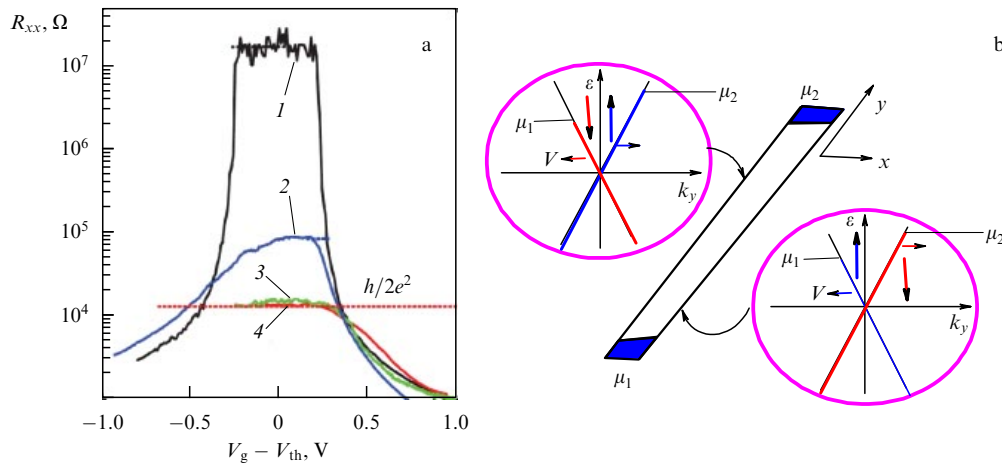 R_xx, Ω
a
10^7
10^6
10^5
10^4
1
2
3
4
h/2e^2
−1.0
−0.5
0
0.5
1.0
V_g − V_th, V
b
ε
μ_1
μ_2
V
k_y
μ_2
y
x
μ_1
ε
μ_1
μ_2
V
k_y